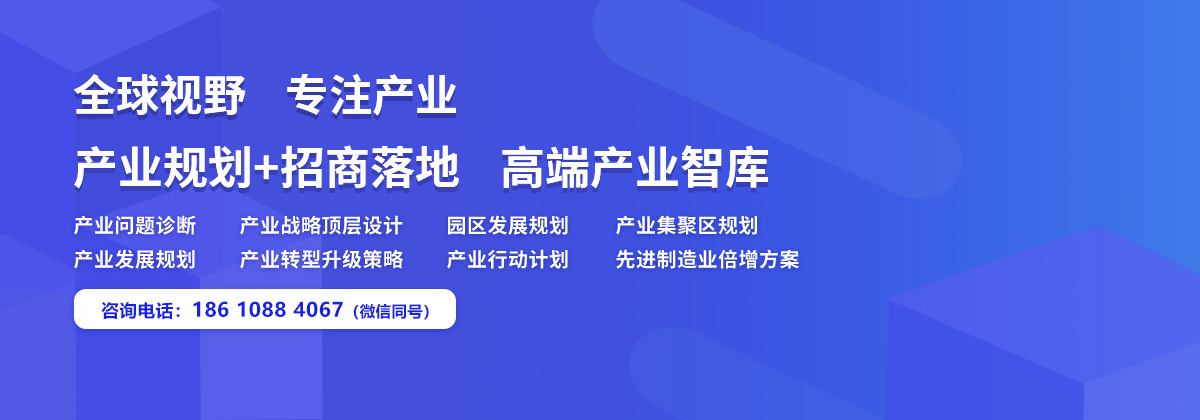 全球视野 专注产业
产业规划+招商落地 高端产业智库
产业问题诊断 产业战略顶层设计 园区发展规划 产业集聚区规划
产业发展规划 产业转型升级策略 产业行动计划 先进制造业倍增方案
咨询电话：186 1088 4067（微信同号）